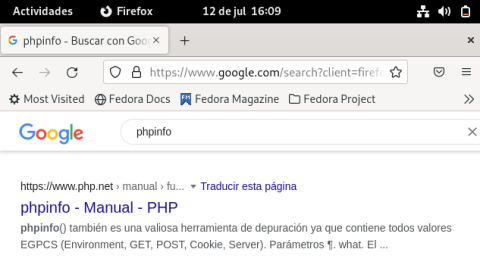 Actividades Firefox 12 de jul 16:09
phpinfo - Buscar con Goo ×
https://www.google.com/search?client=firef
Most Visited Fedora Docs Fedora Magazine Fedora Project
Google phpinfo
https://www.php.net › manual › fu... Traducir esta página
phpinfo - Manual - PHP
phpinfo() también es una valiosa herramienta de depuración ya que contiene todos valores
EGPCS (Environment, GET, POST, Cookie, Server). Parámetros ¶. what. El ...